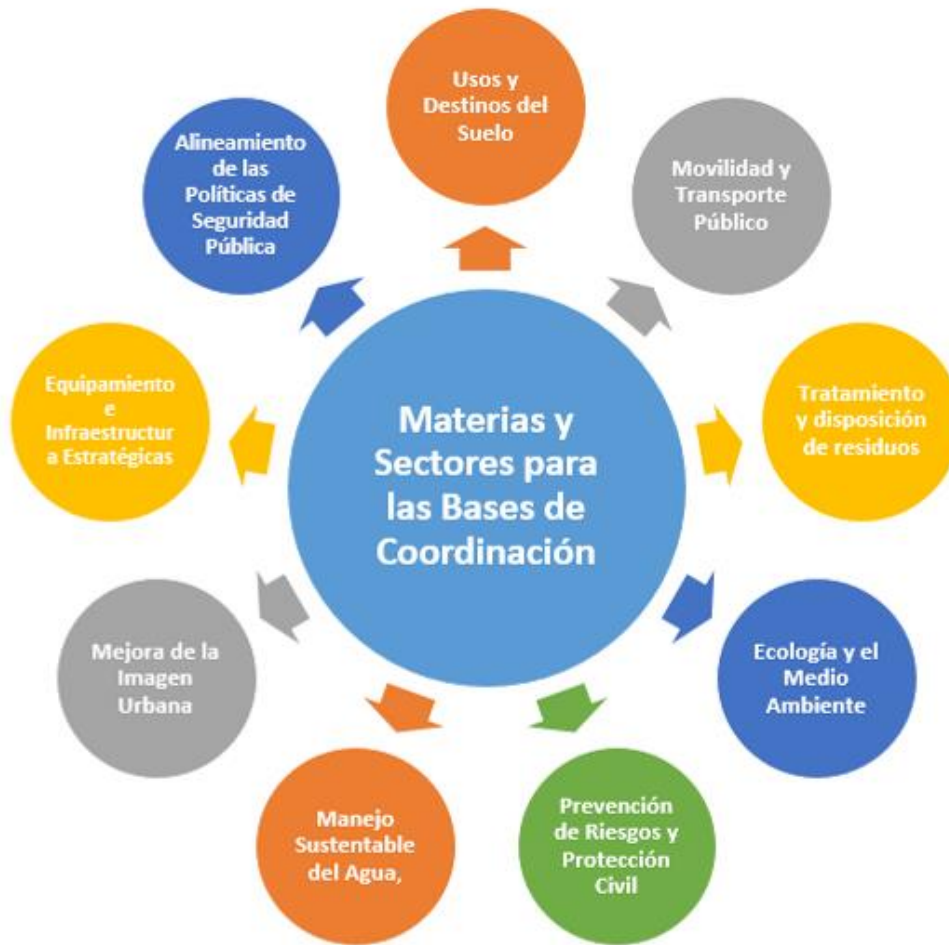 Usos y
Destinos del
Suelo
Movilidad y
Transporte
Público
Tratamiento
y disposición
de residuos
Ecología y el
Medio
Ambiente
Prevención
de Riesgos y
Protección
Civil
Manejo
Sustentable
del Agua,
Mejora de la
Imagen
Urbana
Equipamiento
e
Infraestructur
a Estratégicas
Alineamiento
de las
Políticas de
Seguridad
Pública
Materias y
Sectores para
las Bases de
Coordinación